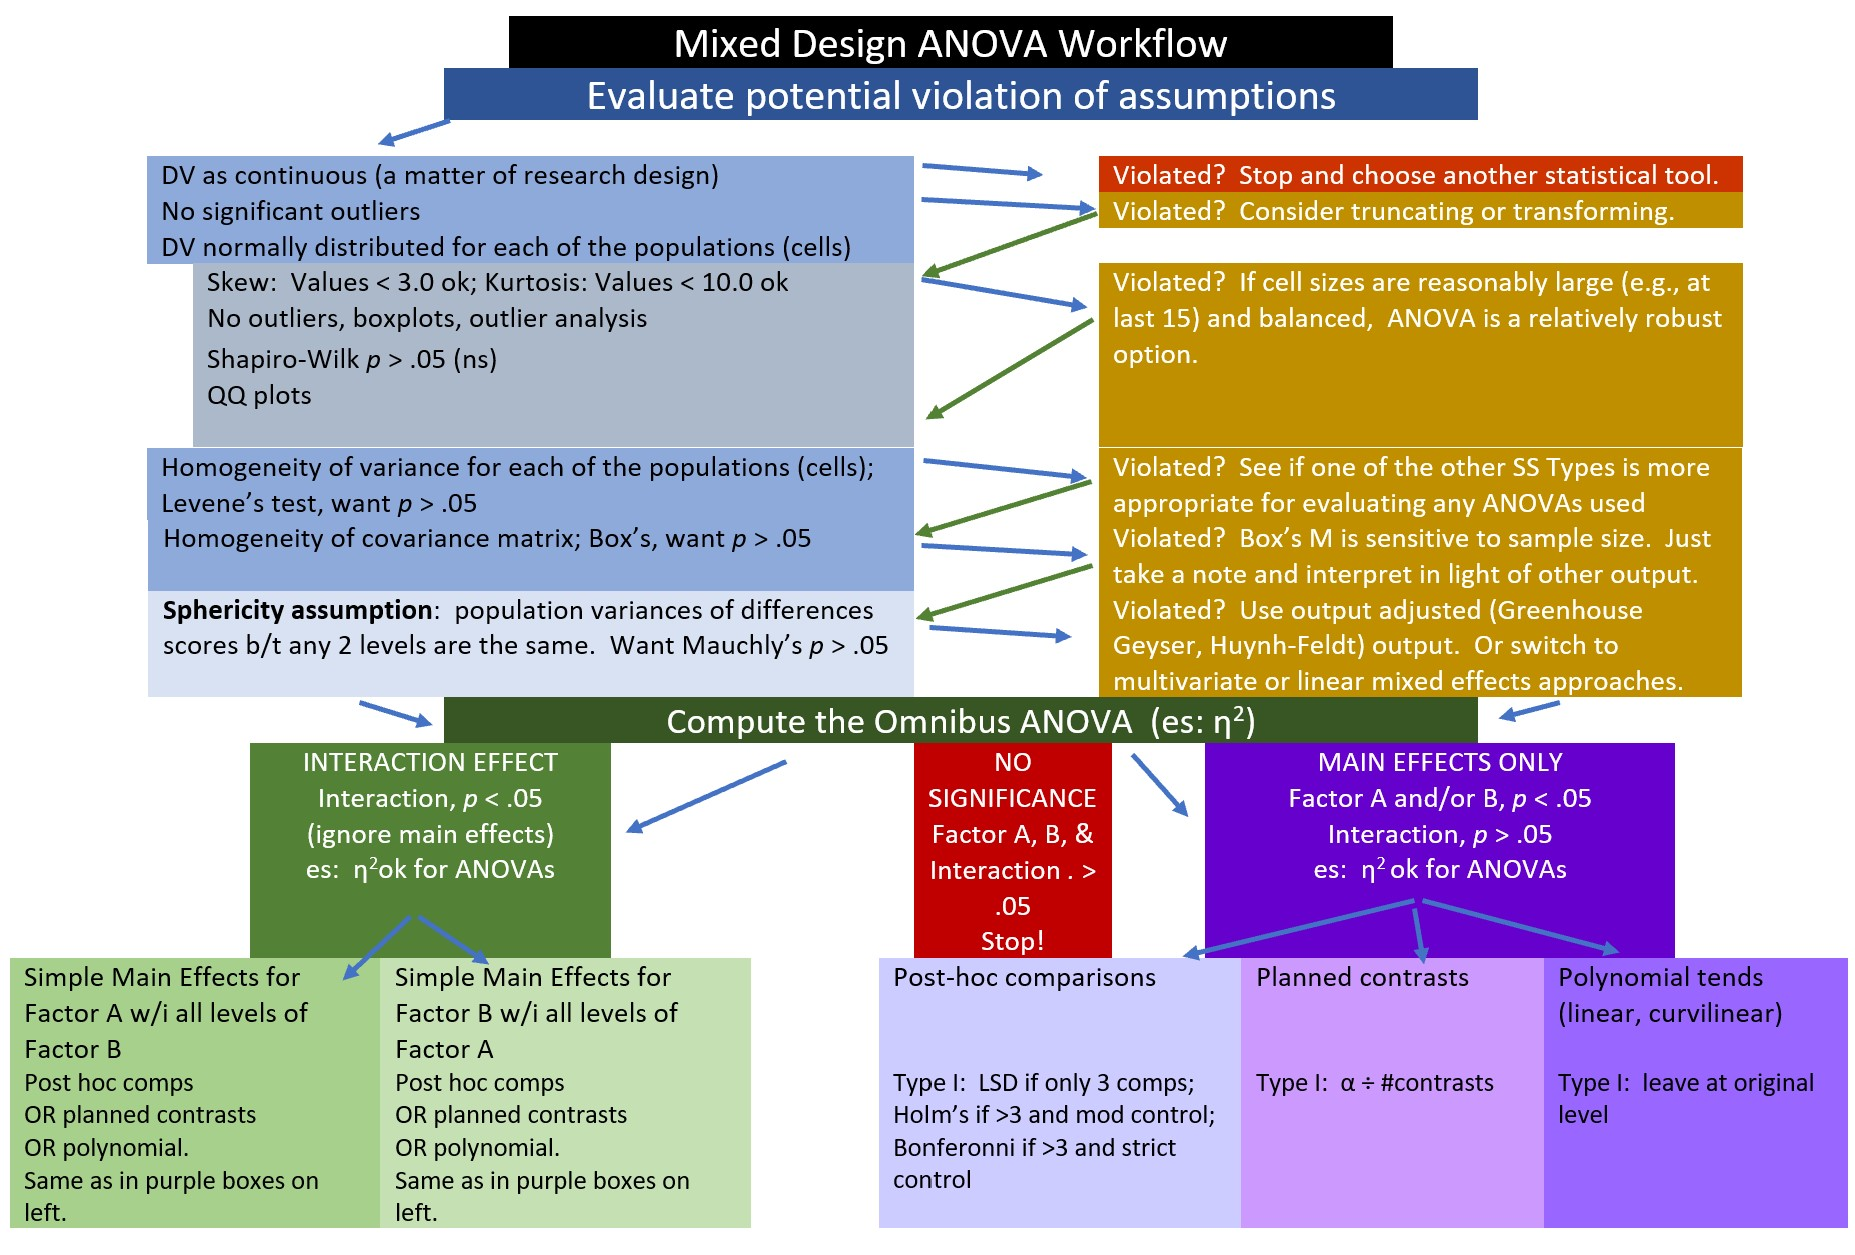 Mixed Design ANOVA Workflow
Evaluate potential violation of assumptions
DV as continuous (a matter of research design)
No significant outliers
DV normally distributed for each of the populations (cells)
Skew:  Values < 3.0 ok; Kurtosis: Values < 10.0 ok
No outliers, boxplots, outlier analysis
Shapiro-Wilk p > .05 (ns)
QQ plots
Violated?  Stop and choose another statistical tool.
Violated?  Consider truncating or transforming.
Violated?  If cell sizes are reasonably large (e.g., at
last 15) and balanced,  ANOVA is a relatively robust
option.
Homogeneity of variance for each of the populations (cells);
Levene’s test, want p > .05
Homogeneity of covariance matrix; Box’s, want p > .05
Sphericity assumption:  population variances of differences
scores b/t any 2 levels are the same.  Want Mauchly’s p > .05
Violated?  See if one of the other SS Types is more
appropriate for evaluating any ANOVAs used
Violated?  Box’s M is sensitive to sample size.  Just
take a note and interpret in light of other output.
Violated?  Use output adjusted (Greenhouse
Geyser, Huynh-Feldt) output.  Or switch to
multivariate or linear mixed effects approaches.
Compute the Omnibus ANOVA  (es: η²)
INTERACTION EFFECT
Interaction, p < .05
(ignore main effects)
es:  η²ok for ANOVAs
NO
SIGNIFICANCE
Factor A, B, &
Interaction . >
.05
Stop!
MAIN EFFECTS ONLY
Factor A and/or B, p < .05
Interaction, p > .05
es:  η² ok for ANOVAs
Simple Main Effects for
Factor A w/i all levels of
Factor B
Post hoc comps
OR planned contrasts
OR polynomial.
Same as in purple boxes on
left.
Simple Main Effects for
Factor B w/i all levels of
Factor A
Post hoc comps
OR planned contrasts
OR polynomial.
Same as in purple boxes on
left.
Post-hoc comparisons
Type I:  LSD if only 3 comps;
Holm’s if >3 and mod control;
Bonferonni if >3 and strict
control
Planned contrasts
Type I:  α ÷ #contrasts
Polynomial tends
(linear, curvilinear)
Type I:  leave at original
level